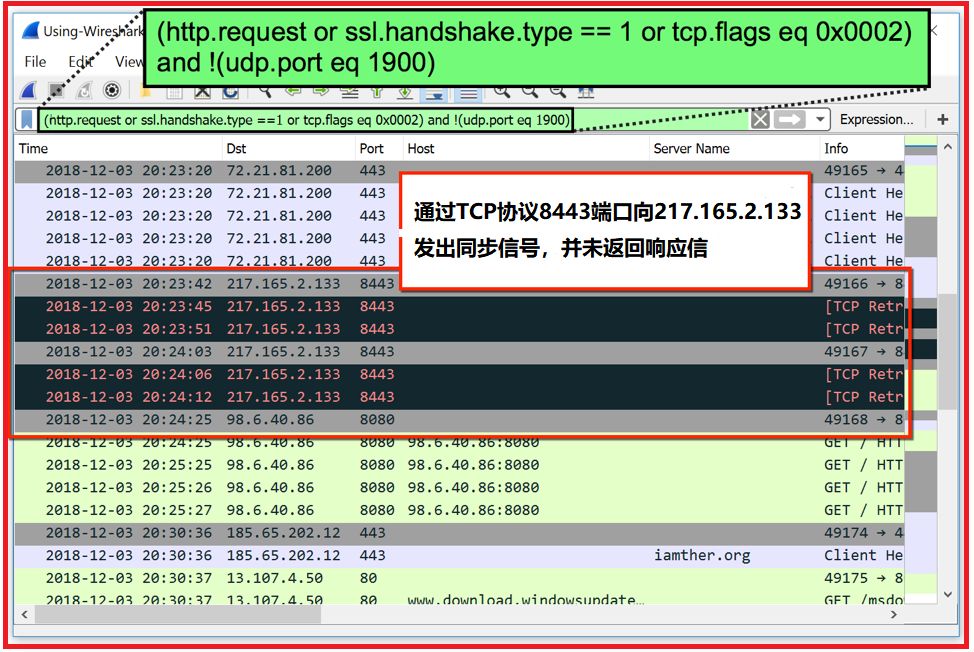 Using-Wireshark
(http.request or ssl.handshake.type == 1 or tcp.flags eq 0x0002)
and !(udp.port eq 1900)
File Edit View
(http.request or ssl.handshake.type ==1 or tcp.flags eq 0x0002) and !(udp.port eq 1900) Expression... +
Time Dst Port Host Server Name Info
2018-12-03 20:23:20 72.21.81.200 443 49165 → 4
2018-12-03 20:23:20 72.21.81.200 443 Client He
2018-12-03 20:23:20 72.21.81.200 443 Client He
2018-12-03 20:23:20 72.21.81.200 443 Client He
2018-12-03 20:23:20 72.21.81.200 443 Client He
通过TCP协议8443端口向217.165.2.133
发出同步信号，并未返回响应信
2018-12-03 20:23:42 217.165.2.133 8443 49166 → 8
2018-12-03 20:23:45 217.165.2.133 8443 [TCP Retr
2018-12-03 20:23:51 217.165.2.133 8443 [TCP Retr
2018-12-03 20:24:03 217.165.2.133 8443 49167 → 8
2018-12-03 20:24:06 217.165.2.133 8443 [TCP Retr
2018-12-03 20:24:12 217.165.2.133 8443 [TCP Retr
2018-12-03 20:24:25 98.6.40.86 8080 49168 → 8
2018-12-03 20:24:25 98.6.40.86 8080 98.6.40.86:8080 GET / HTT
2018-12-03 20:25:25 98.6.40.86 8080 98.6.40.86:8080 GET / HTT
2018-12-03 20:25:26 98.6.40.86 8080 98.6.40.86:8080 GET / HTT
2018-12-03 20:25:27 98.6.40.86 8080 98.6.40.86:8080 GET / HTT
2018-12-03 20:30:36 185.65.202.12 443 49174 → 4
2018-12-03 20:30:36 185.65.202.12 443 iamther.org Client He
2018-12-03 20:30:37 13.107.4.50 80 49175 → 8
2018-12-03 20:30:37 13.107.4.50 80 www.download.windowsupdate… GET /msdo